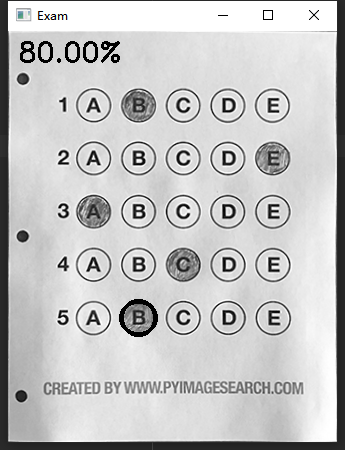 Exam
80.00%
1 A B C D E
2 A B C D E
3 A B C D E
4 A B C D E
5 A B C D E
CREATED BY WWW.PYIMAGESEARCH.COM